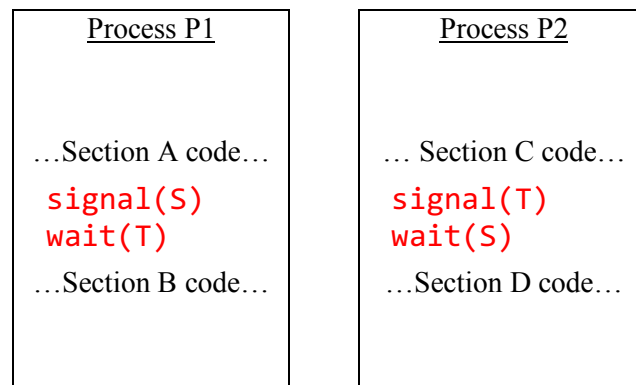 Process P1
…Section A code…
signal(S)
wait(T)
…Section B code…
Process P2
… Section C code…
signal(T)
wait(S)
…Section D code…